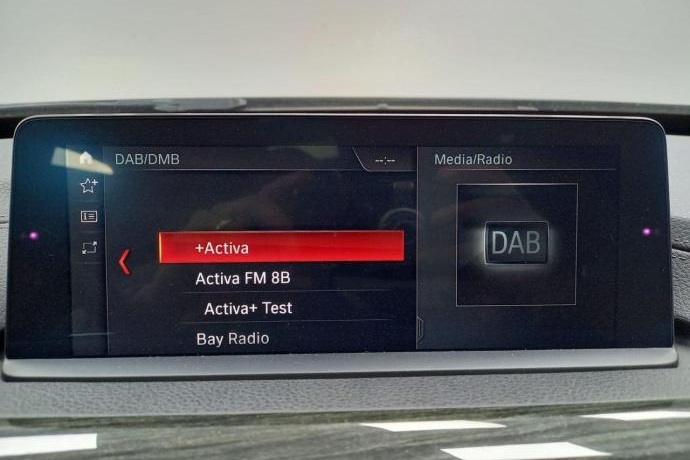 DAB/DMB
--:--
Media/Radio
+Activa
Activa FM 8B
Activa+ Test
Bay Radio
DAB